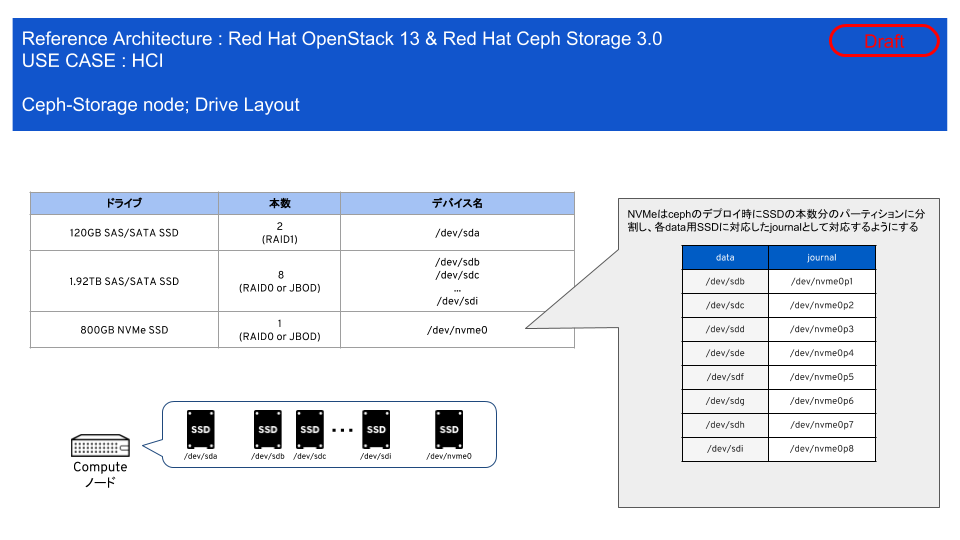 Reference Architecture : Red Hat OpenStack 13 & Red Hat Ceph Storage 3.0
USE CASE : HCI
Draft
Ceph-Storage node; Drive Layout
ドライブ 本数 デバイス名
120GB SAS/SATA SSD 2 (RAID1) /dev/sda
1.92TB SAS/SATA SSD 8 (RAID0 or JBOD) /dev/sdb
/dev/sdc
...
/dev/sdi
800GB NVMe SSD 1 (RAID0 or JBOD) /dev/nvme0
NVMeはcephのデプロイ時にSSDの本数分のパーティションに分
割し、各data用SSDに対応したjournalとして対応するようにする
data journal
/dev/sdb /dev/nvme0p1
/dev/sdc /dev/nvme0p2
/dev/sdd /dev/nvme0p3
/dev/sde /dev/nvme0p4
/dev/sdf /dev/nvme0p5
/dev/sdg /dev/nvme0p6
/dev/sdh /dev/nvme0p7
/dev/sdi /dev/nvme0p8
SSD SSD SSD ... SSD SSD
/dev/sda /dev/sdb /dev/sdc /dev/sdi /dev/nvme0
Compute
ノード